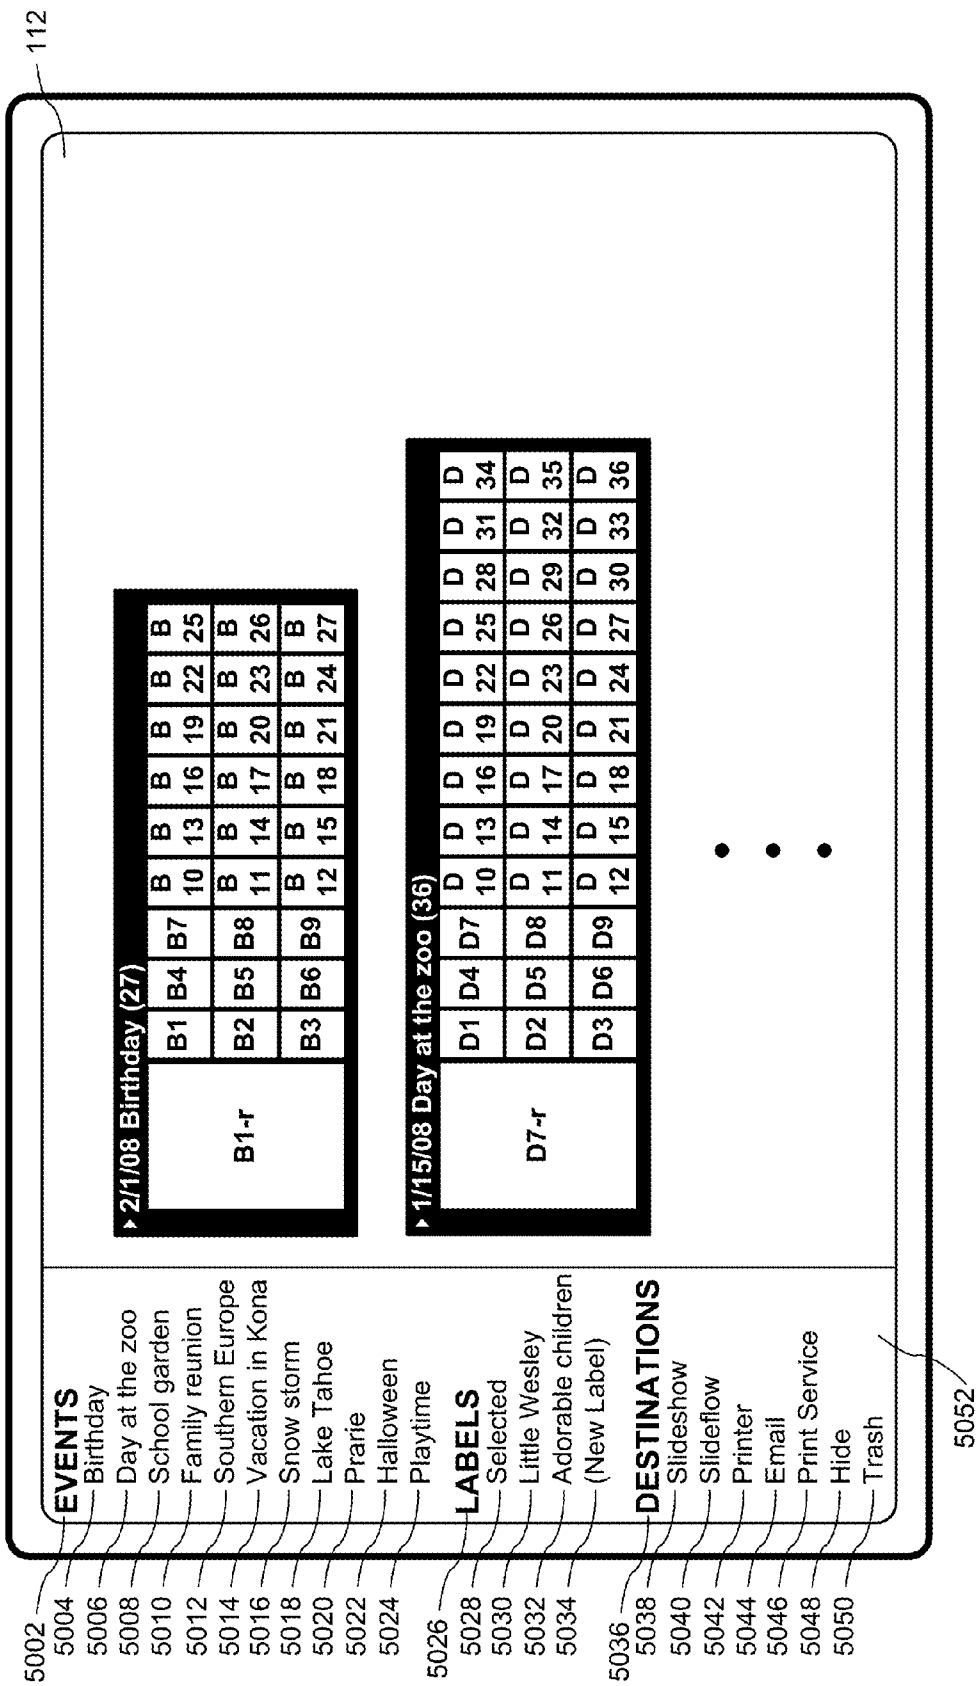 112
5002 EVENTS
5004 Birthday
5006 Day at the zoo
5008 School garden
5010 Family reunion
5012 Southern Europe
5014 Vacation in Kona
5016 Snow storm
5018 Lake Tahoe
5020 Prarie
5022 Halloween
5024 Playtime
5026 LABELS
5028 Selected
5030 Little Wesley
5032 Adorable children
5034 (New Label)
5036 DESTINATIONS
5038 Slideshow
5040 Slideflow
5042 Printer
5044 Email
5046 Print Service
5048 Hide
5050 Trash
5052
2/1/08 Birthday (27)
B1-r
B1 B4 B7 B 10 B 13 B 16 B 19 B 22 B 25
B2 B5 B8 B 11 B 14 B 17 B 20 B 23 B 26
B3 B6 B9 B 12 B 15 B 18 B 21 B 24 B 27
1/15/08 Day at the zoo (36)
D7-r
D1 D4 D7 D 10 D 13 D 16 D 19 D 22 D 25 D 28 D 31 D 34
D2 D5 D8 D 11 D 14 D 17 D 20 D 23 D 26 D 29 D 32 D 35
D3 D6 D9 D 12 D 15 D 18 D 21 D 24 D 27 D 30 D 33 D 36